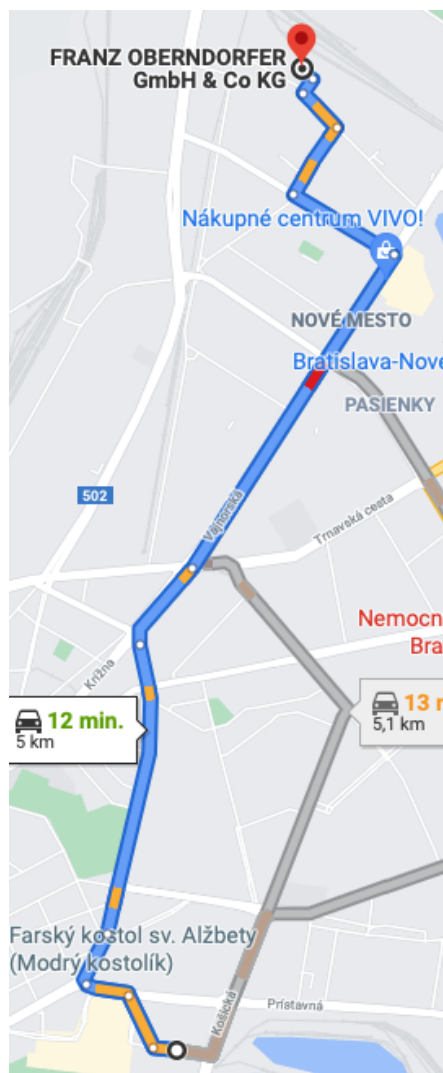 FRANZ OBERNDORFER
GmbH & Co KG
Nákupné centrum VIVO!
NOVÉ MESTO
Bratislava-Nové
PASIENKY
502
Vajnorská
Trnavská cesta
Križna
Nemocn
Bra
12 min.
5 km
13 m
5,1 km
Farský kostol sv. Alžbety
(Modrý kostolík)
Košická
Prístavná